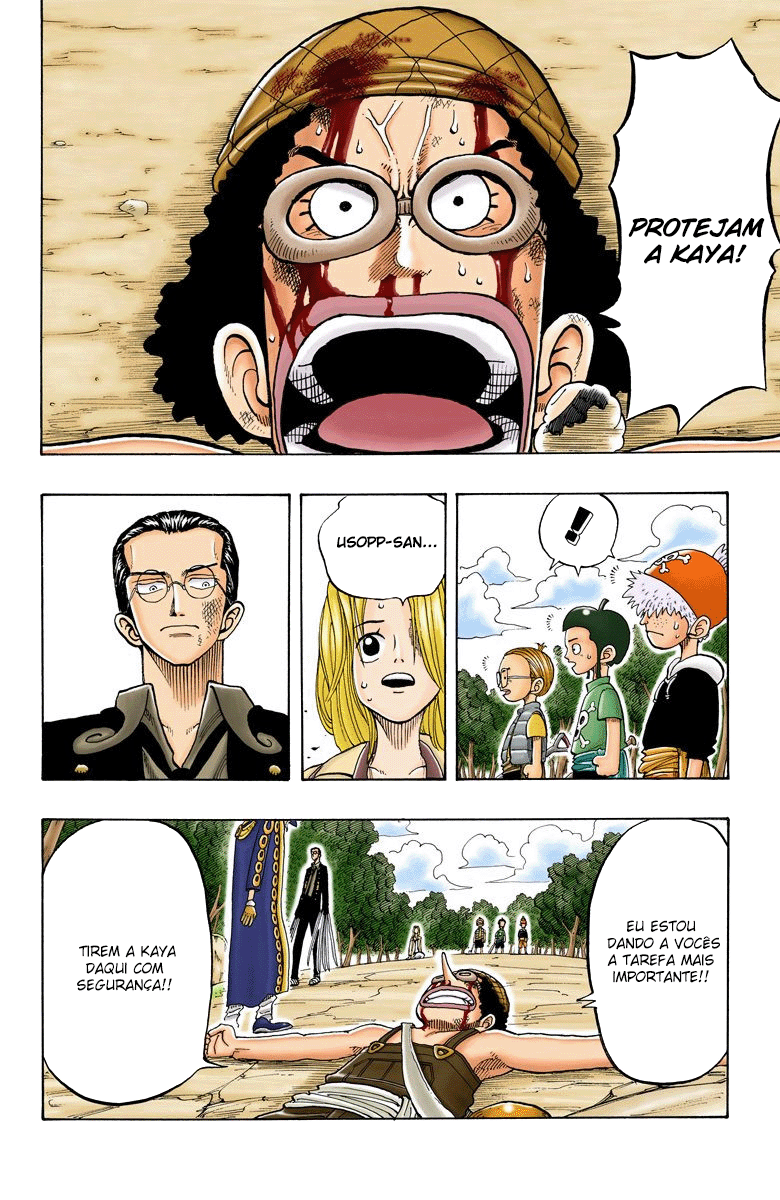 PROTEJAM
A KAYA!
!
USOPP-SAN...
EU ESTOU
DANDO A VOCÊS
A TAREFA MAIS
IMPORTANTE!!
TIREM A KAYA
DAQUI COM
SEGURANÇA!!